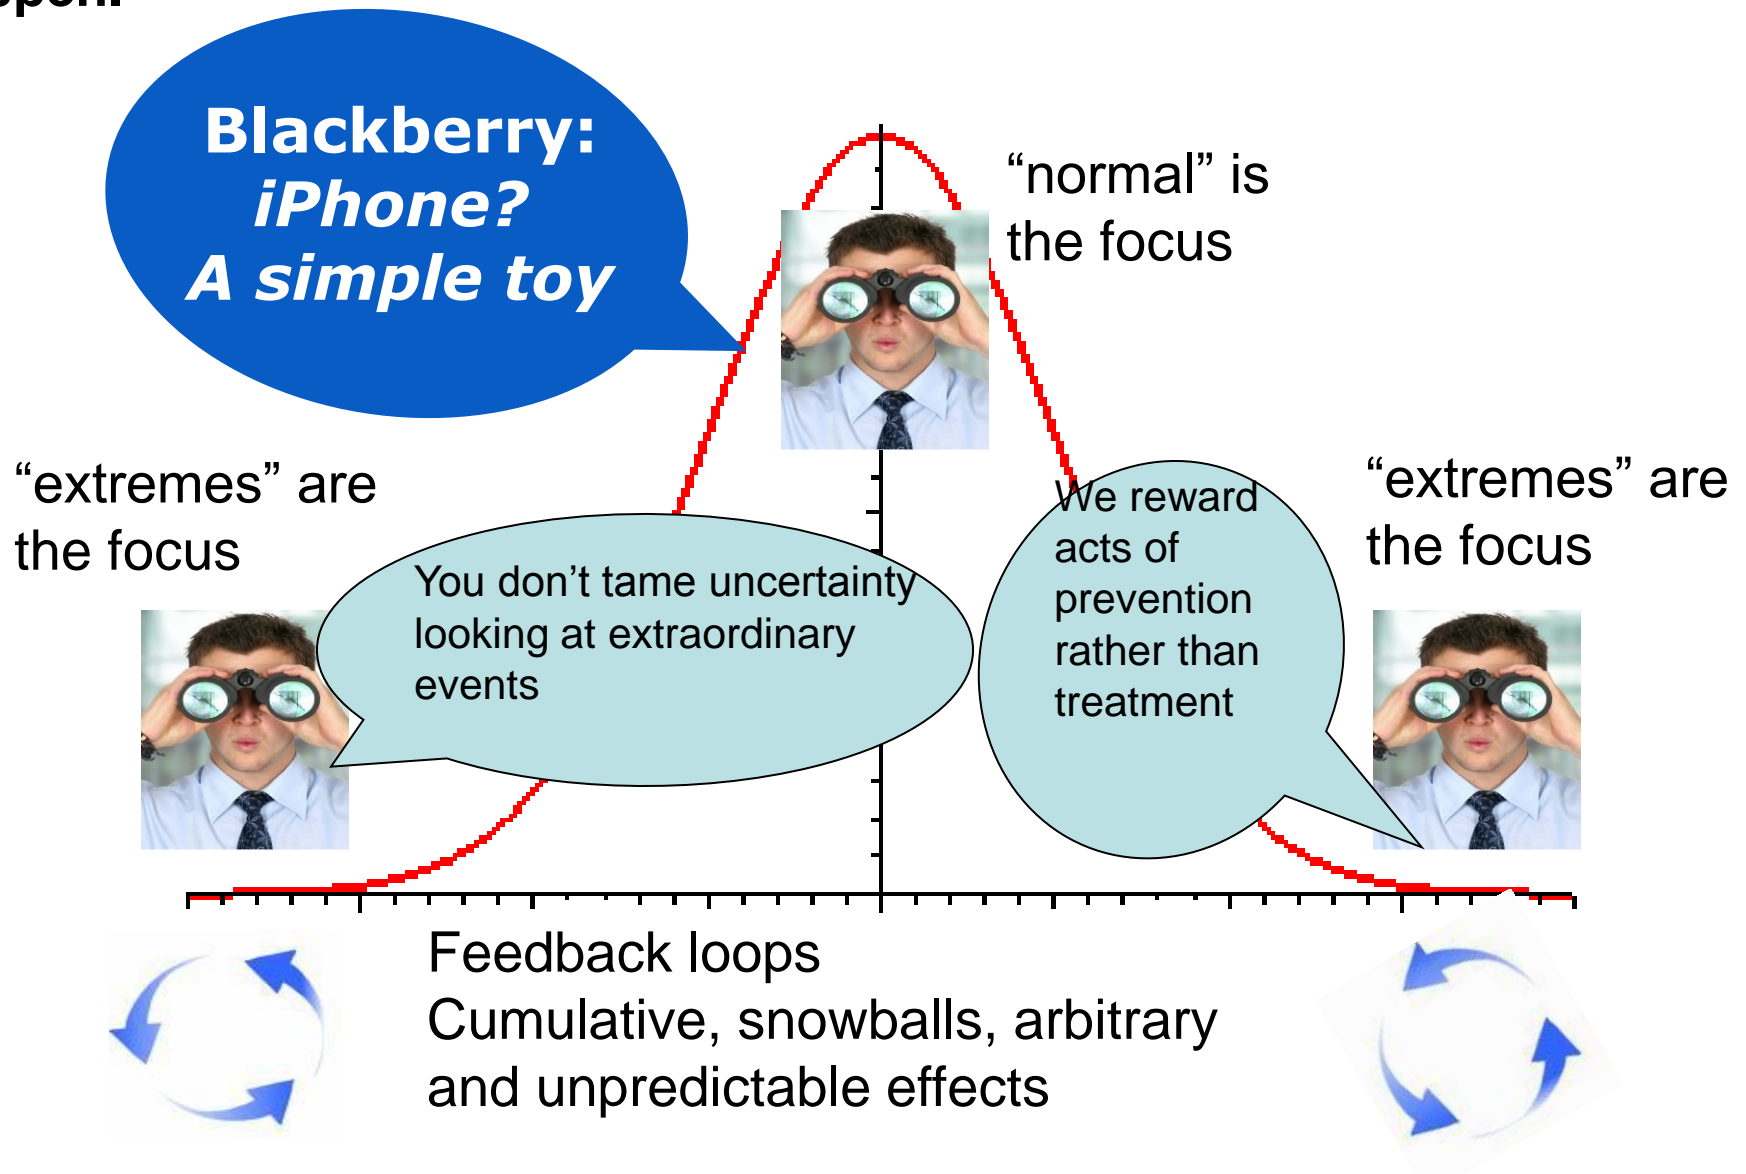 Blackberry:
iPhone?
A simple toy
“normal” is
the focus
“extremes” are
the focus
You don’t tame uncertainty
looking at extraordinary
events
We reward
acts of
prevention
rather than
treatment
“extremes” are
the focus
Feedback loops
Cumulative, snowballs, arbitrary
and unpredictable effects